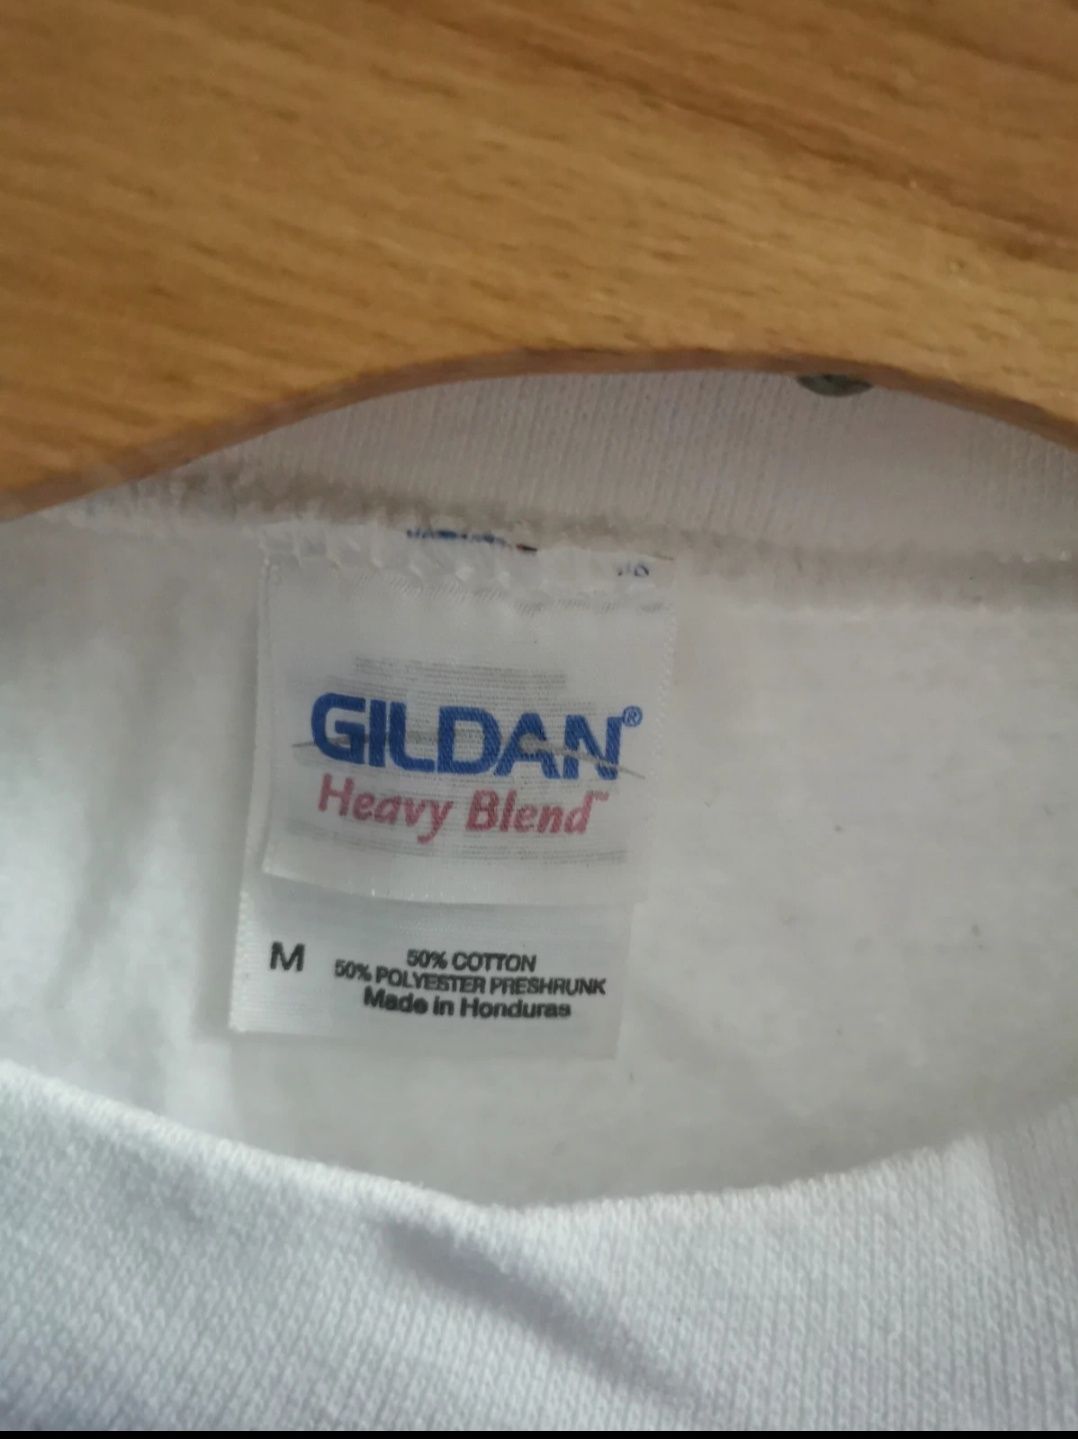 GILDAN®
Heavy Blend™
M
50% COTTON
50% POLYESTER PRESHRUNK
Made in Honduras